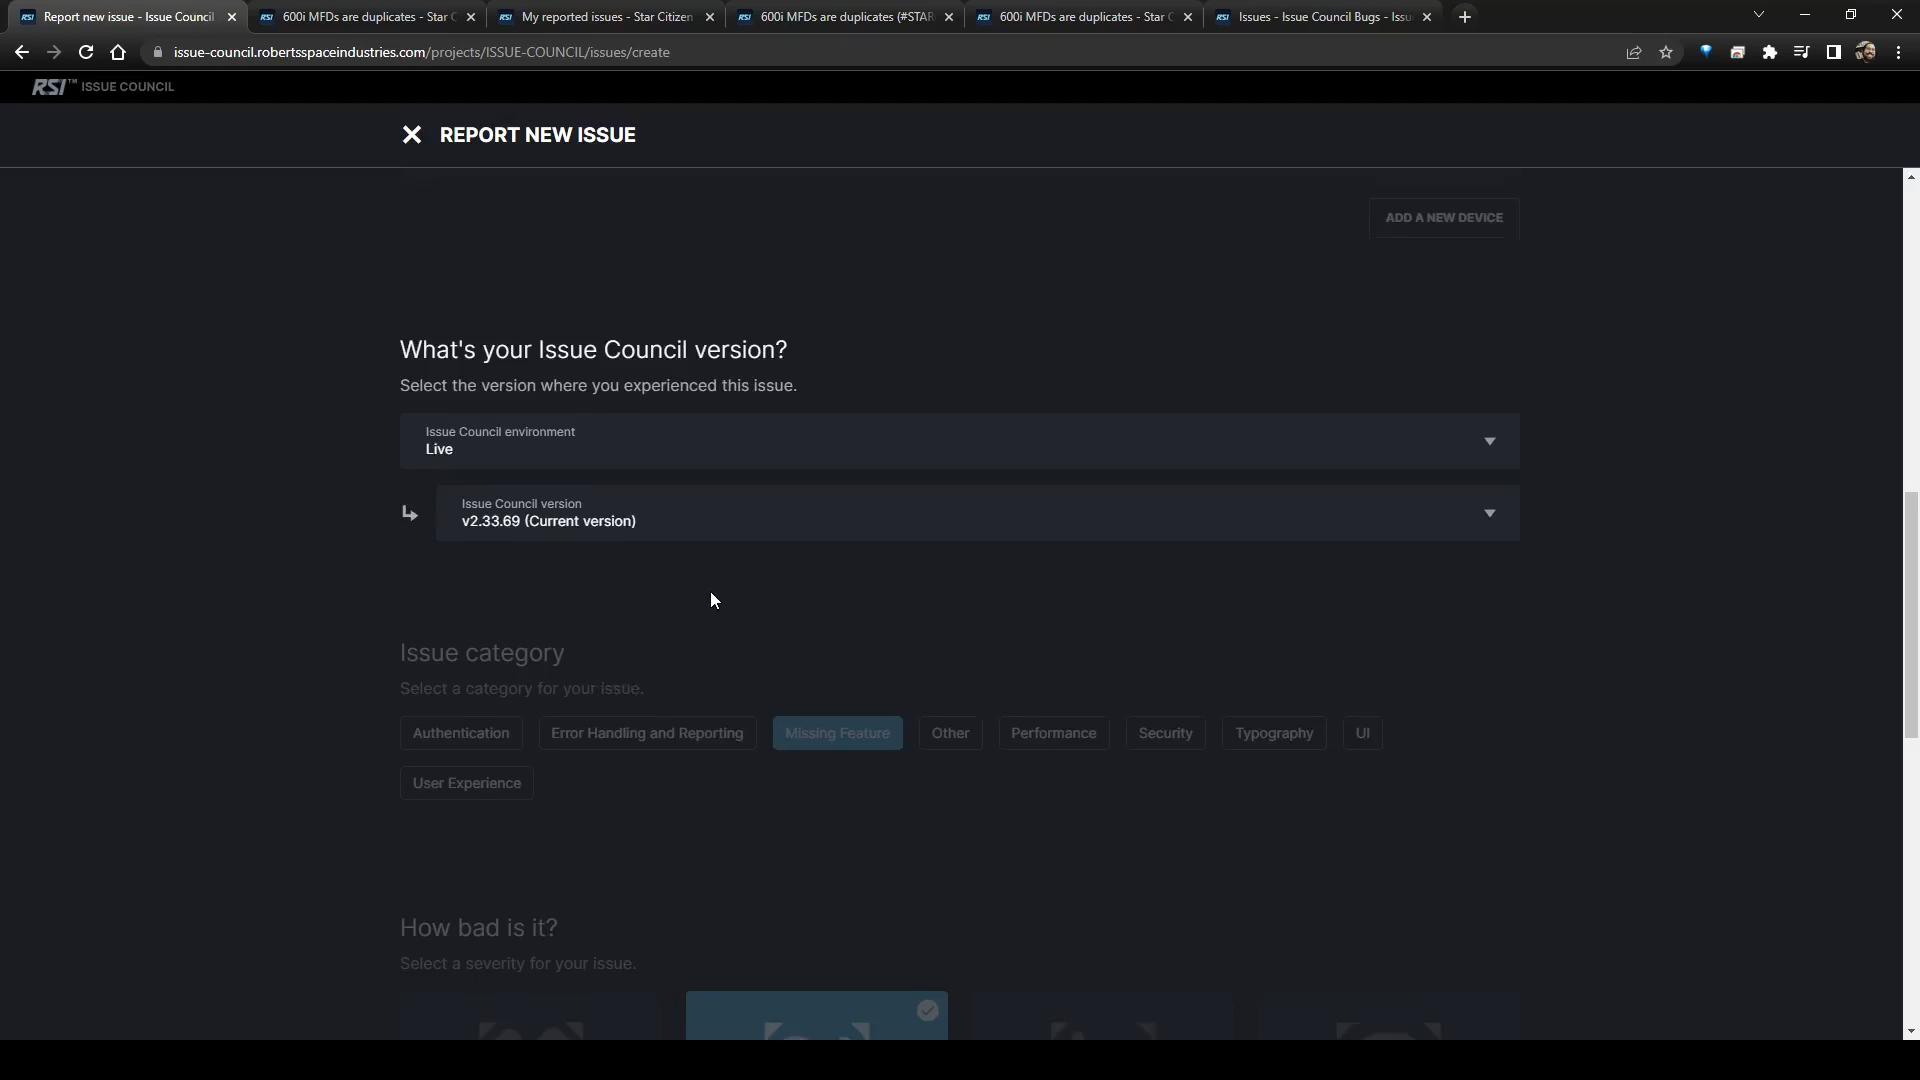 Report new issue - Issue Council
600i MFDs are duplicates - Star C
My reported issues - Star Citizen
600i MFDs are duplicates (#STAR
600i MFDs are duplicates - Star C
Issues - Issue Council Bugs - Issu
issue-council.robertsspaceindustries.com/projects/ISSUE-COUNCIL/issues/create
RSI™ ISSUE COUNCIL
REPORT NEW ISSUE
ADD A NEW DEVICE
What's your Issue Council version?
Select the version where you experienced this issue.
Issue Council environment
Live
Issue Council version
v2.33.69 (Current version)
Issue category
Select a category for your issue.
Authentication
Error Handling and Reporting
Missing Feature
Other
Performance
Security
Typography
UI
User Experience
How bad is it?
Select a severity for your issue.